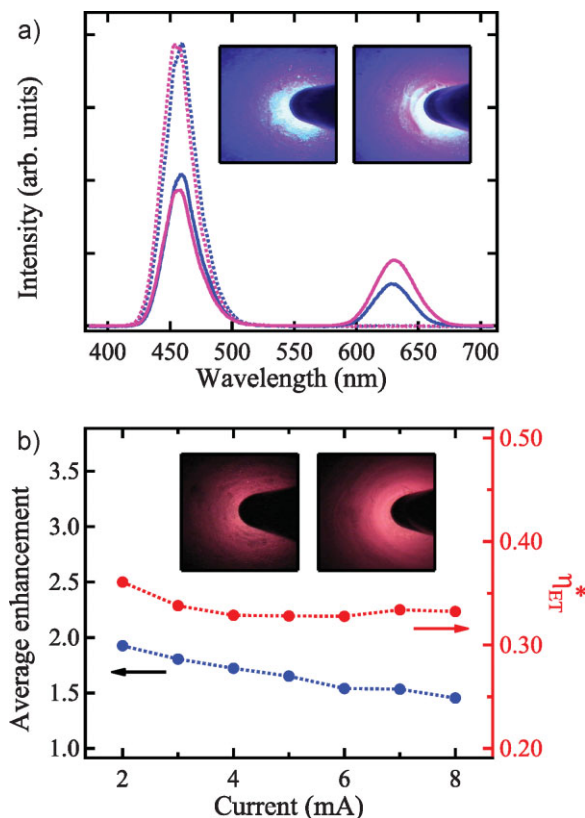 a)
Intensity (arb. units)
400 450 500 550 600 650 700
Wavelength (nm)
b)
Average enhancement
3.5
3.0
2.5
2.0
1.5
1.0
0.50
0.40
0.30
0.20
η*ET
2 4 6 8
Current (mA)